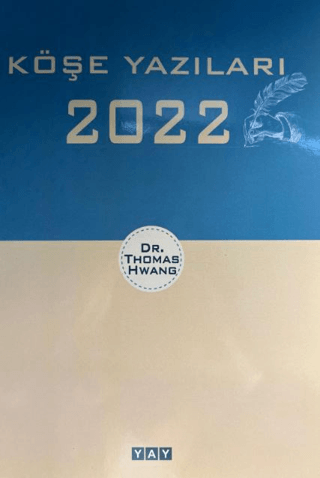 KÖŞE YAZILARI
2022
DR.
THOMAS
HWANG
YAY